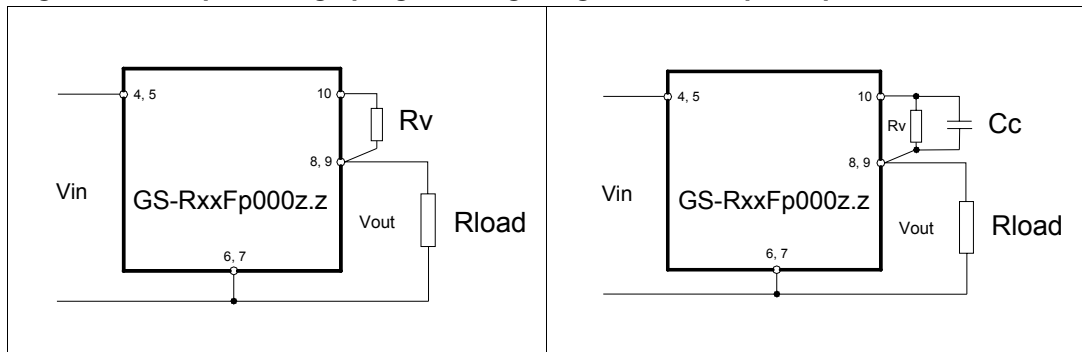 4, 5
10
Rv
8, 9
Vin
GS-RxxFp000z.z
Vout
Rload
6, 7
4, 5
10
Rv
Cc
8, 9
Vin
GS-RxxFp000z.z
Vout
Rload
6, 7